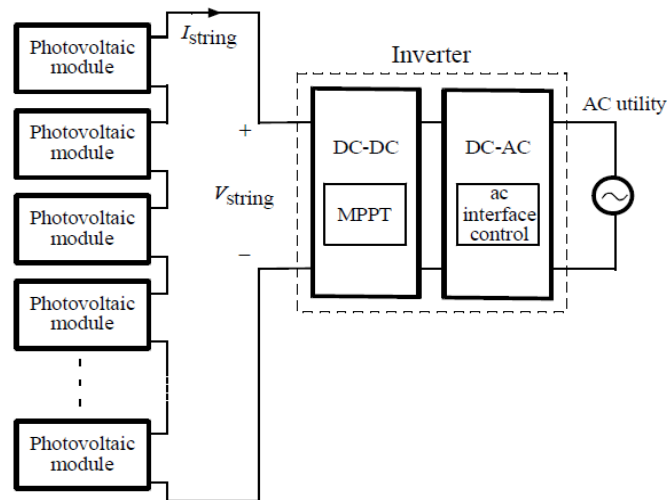 Photovoltaic
module
Istring
Photovoltaic
module
Photovoltaic
module
Photovoltaic
module
Photovoltaic
module
+
Vstring
−
Inverter
DC-DC
MPPT
DC-AC
ac
interface
control
AC utility